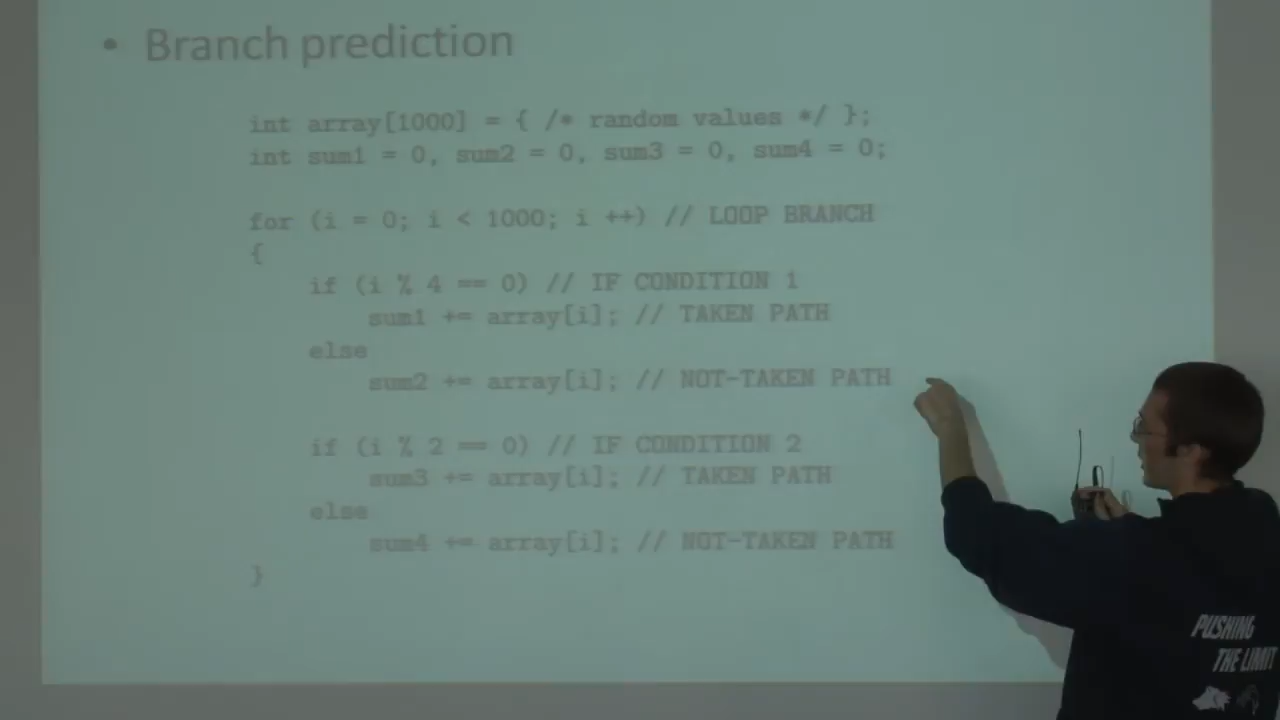 • Branch prediction
int array[1000] = { /* random values */ };
int sum1 = 0, sum2 = 0, sum3 = 0, sum4 = 0;
for (i = 0; i < 1000; i ++) // LOOP BRANCH
{
if (i % 4 == 0) // IF CONDITION 1
sum1 += array[i]; // TAKEN PATH
else
sum2 += array[i]; // NOT-TAKEN PATH
if (i % 2 == 0) // IF CONDITION 2
sum3 += array[i]; // TAKEN PATH
else
sum4 += array[i]; // NOT-TAKEN PATH
}
PUSHING
THE LIMIT